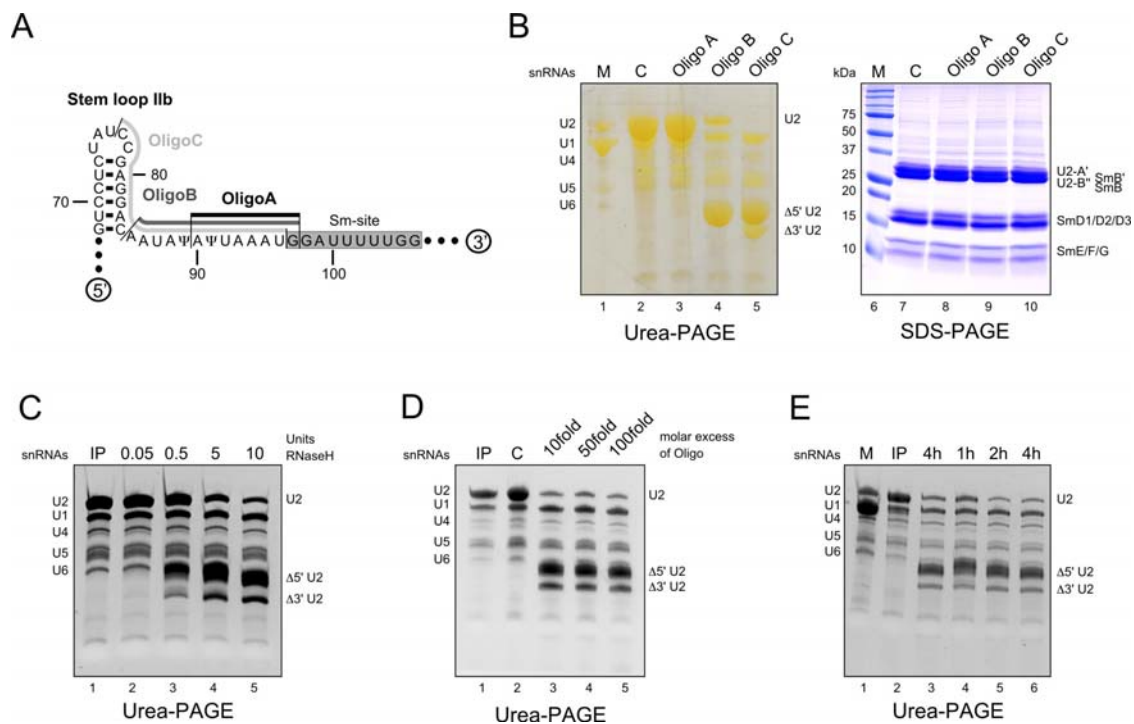 A
Stem loop IIb
AUC
OligoC
80
OligoB
OligoA
70
Sm-site
AAUAΨAΨUAAAUGGAUUUUUGG
90
100
5'
3'
B
snRNAs M C Oligo A Oligo B Oligo C
U2
U1
U4
U5
U6
U2
Δ5' U2
Δ3' U2
1 2 3 4 5
Urea-PAGE
kDa M C Oligo A Oligo B Oligo C
75
50
37
25
20
15
10
U2-A'
U2-B" SmB'
SmB
SmD1/D2/D3
SmE/F/G
6 7 8 9 10
SDS-PAGE
C
snRNAs IP 0.05 0.5 5 10 Units
RNaseH
U2
U1
U4
U5
U6
U2
Δ5' U2
Δ3' U2
1 2 3 4 5
Urea-PAGE
D
snRNAs IP C 10fold 50fold 100fold molar excess
of Oligo
U2
U1
U4
U5
U6
U2
Δ5' U2
Δ3' U2
1 2 3 4 5
Urea-PAGE
E
snRNAs M IP 4h 1h 2h 4h
U2
U1
U4
U5
U6
U2
Δ5' U2
Δ3' U2
1 2 3 4 5 6
Urea-PAGE